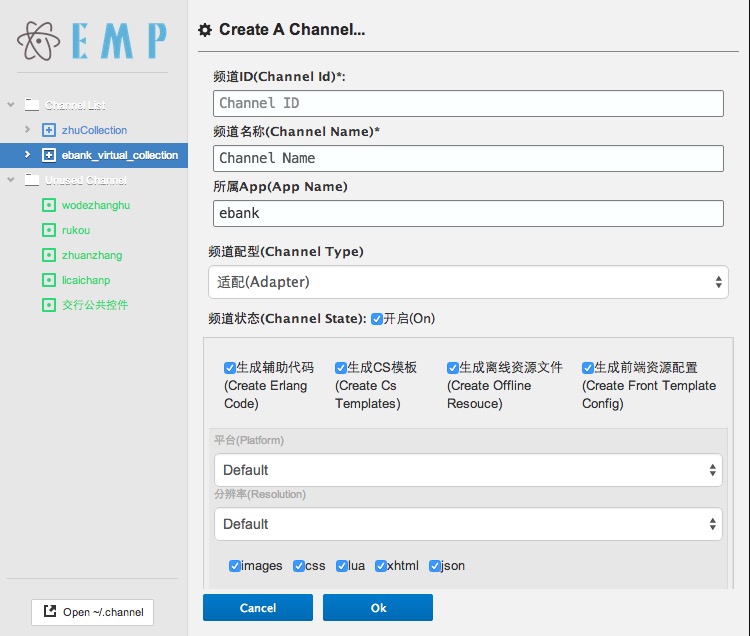 EMP
Channel List
zhuCollection
ebank_virtual_collection
Unused Channel
wodezhanghu
rukou
zhuanzhang
licaichanp
交行公共控件
Open ~/.channel
Create A Channel...
频道ID(Channel Id)*:
Channel ID
频道名称(Channel Name)*
Channel Name
所属App(App Name)
ebank
频道配型(Channel Type)
适配(Adapter)
频道状态(Channel State): 开启(On)
生成辅助代码
(Create Erlang
Code)
生成CS模板
(Create Cs
Templates)
生成离线资源文件
(Create Offline
Resouce)
生成前端资源配置
(Create Front Template
Config)
平台(Platform)
Default
分辨率(Resolution)
Default
images css lua xhtml json
Cancel Ok